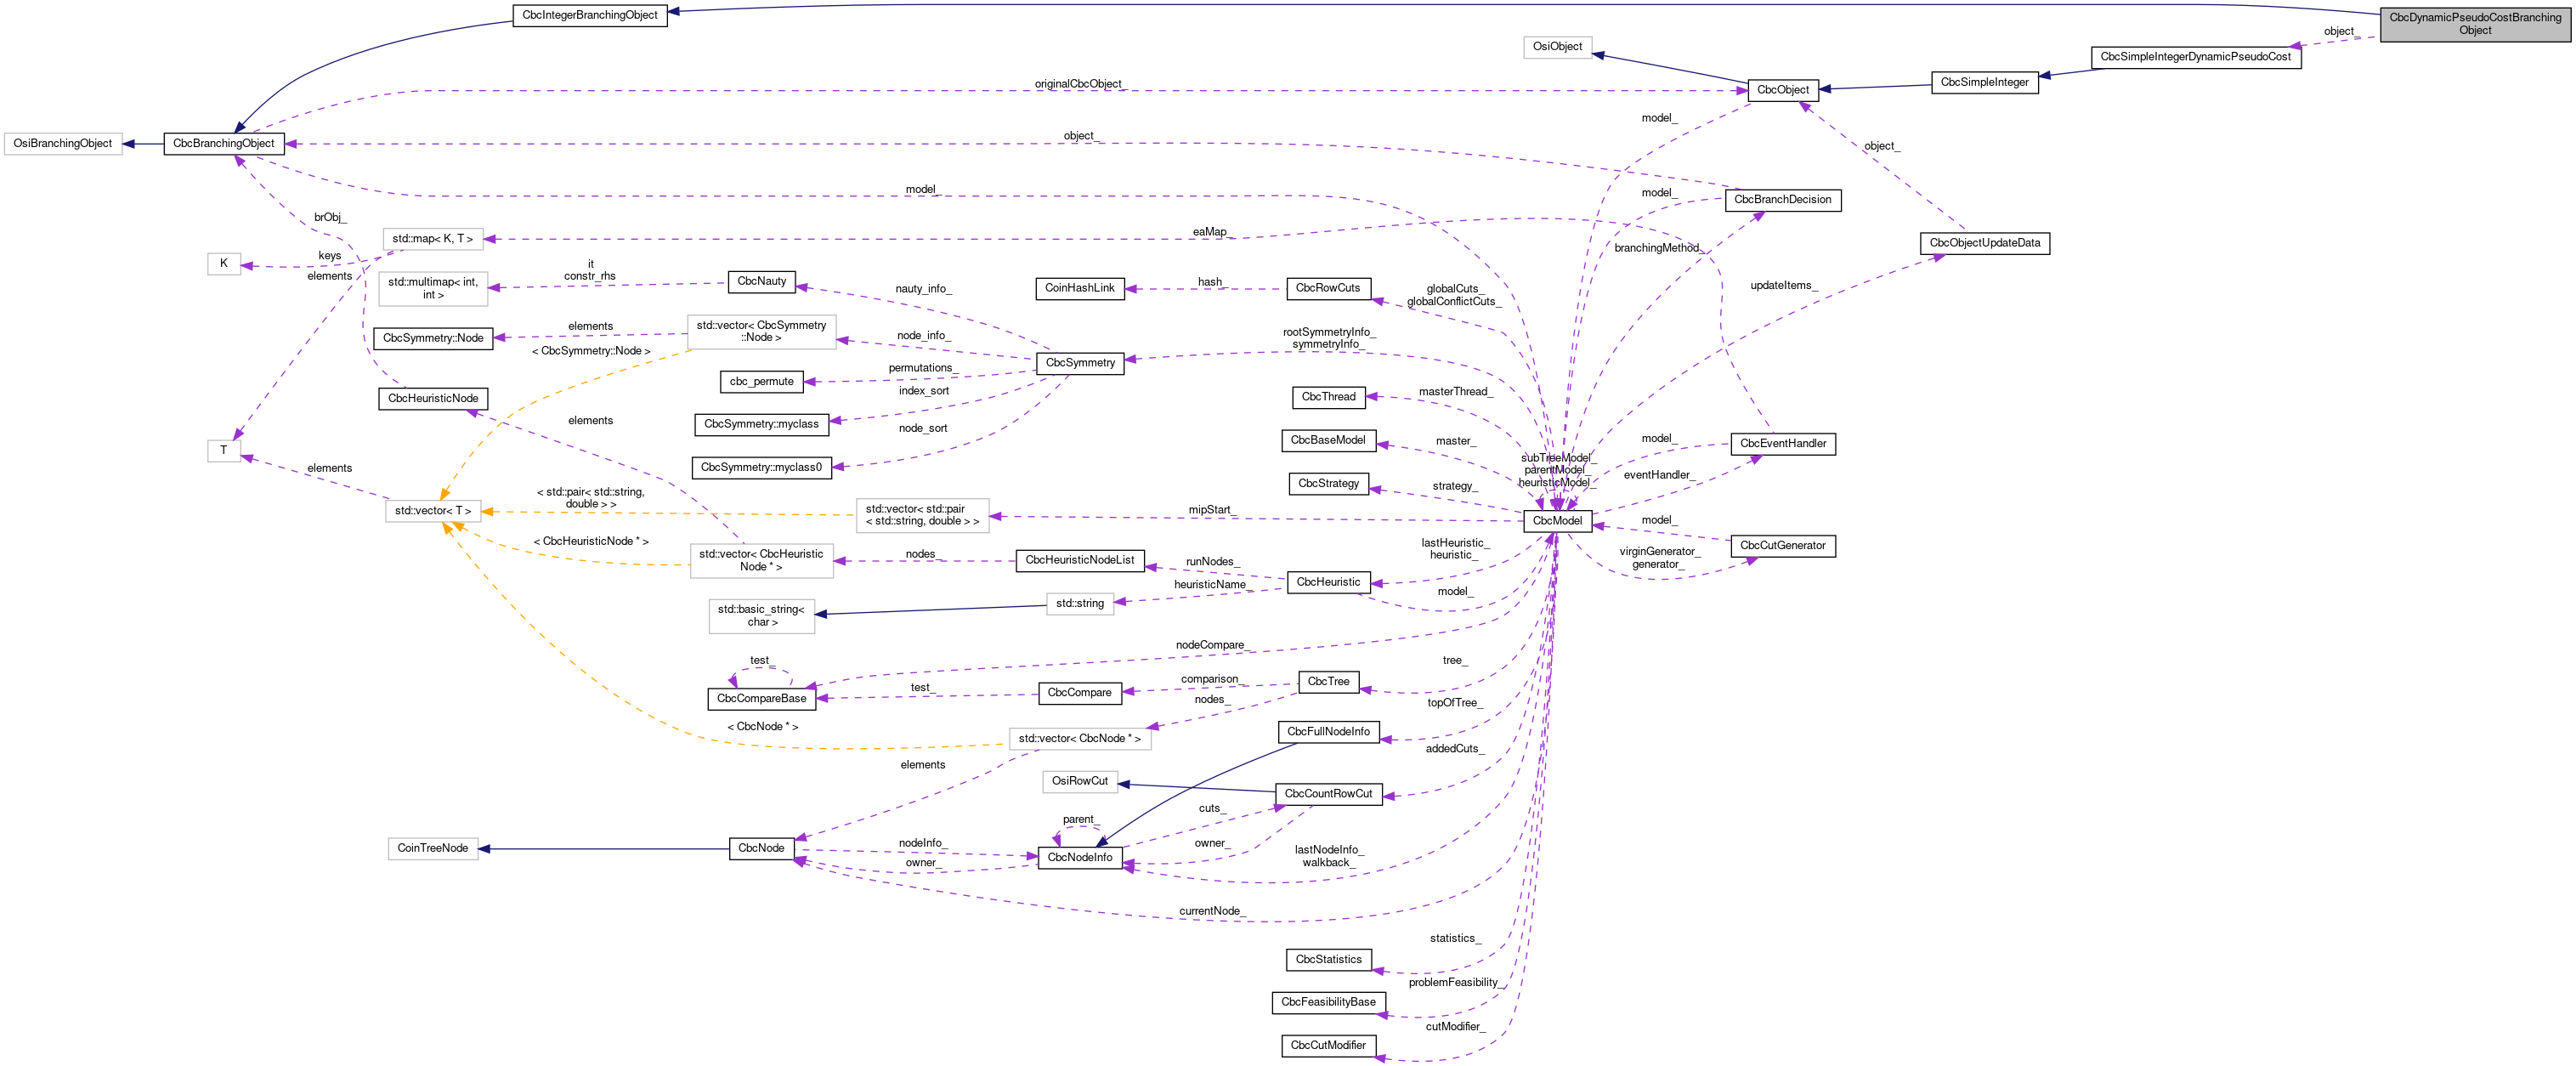 CbcDynamicPseudoCostBranching
Object
CbcIntegerBranchingObject
object_
OsiObject
CbcSimpleIntegerDynamicPseudoCost
CbcSimpleInteger
CbcObject
originalCbcObject_
model_
OsiBranchingObject
CbcBranchingObject
object_
object_
model_
model_
CbcBranchDecision
brObj_
std::map< K, T >
eaMap_
branchingMethod_
CbcObjectUpdateData
K
keys
elements
it
constr_rhs
std::multimap< int,
int >
CbcNauty
nauty_info_
CoinHashLink
hash_
CbcRowCuts
globalCuts_
globalConflictCuts_
updateItems_
CbcSymmetry::Node
elements
std::vector< CbcSymmetry
::Node >
node_info_
rootSymmetryInfo_
symmetryInfo_
< CbcSymmetry::Node >
CbcSymmetry
cbc_permute
permutations_
index_sort
CbcHeuristicNode
CbcThread
masterThread_
CbcSymmetry::myclass
node_sort
elements
T
CbcBaseModel
master_
model_
CbcEventHandler
elements
CbcSymmetry::myclass0
subTreeModel_
parentModel_
heuristicModel_
eventHandler_
CbcStrategy
strategy_
< std::pair< std::string,
double > >
std::vector< T >
std::vector< std::pair
< std::string, double > >
mipStart_
CbcModel
model_
< CbcHeuristicNode * >
std::vector< CbcHeuristic
Node * >
nodes_
CbcHeuristicNodeList
runNodes_
lastHeuristic_
heuristic_
virginGenerator_
generator_
CbcCutGenerator
heuristicName_
CbcHeuristic
model_
std::basic_string<
char >
std::string
nodeCompare_
test_
tree_
CbcCompareBase
test_
CbcCompare
comparison_
CbcTree
nodes_
topOfTree_
< CbcNode * >
std::vector< CbcNode * >
CbcFullNodeInfo
addedCuts_
elements
OsiRowCut
CbcCountRowCut
parent_
cuts_
CoinTreeNode
CbcNode
nodeInfo_
owner_
CbcNodeInfo
owner_
lastNodeInfo_
walkback_
currentNode_
statistics_
CbcStatistics
problemFeasibility_
CbcFeasibilityBase
cutModifier_
CbcCutModifier